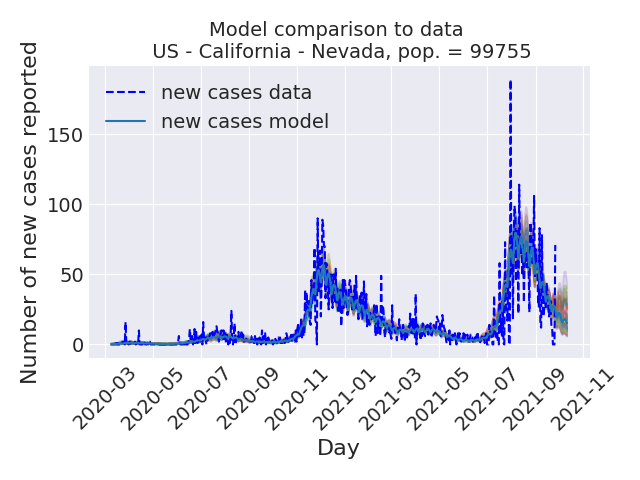 Model comparison to data
US - California - Nevada, pop. = 99755
Number of new cases reported
new cases data
new cases model
150
100
50
0
2020-03
2020-05
2020-07
2020-09
2020-11
2021-01
2021-03
2021-05
2021-07
2021-09
2021-11
Day